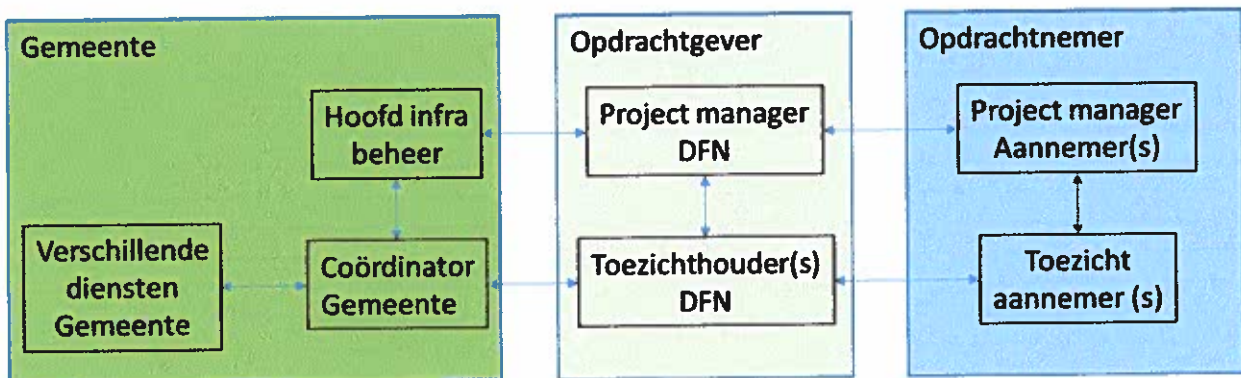 Gemeente
Hoofd infra
beheer
Verschillende
diensten
Gemeente
Coördinator
Gemeente
Opdrachtgever
Project manager
DFN
Toezichthouder(s)
DFN
Opdrachtnemer
Project manager
Aannemer(s)
Toezicht
aannemer (s)